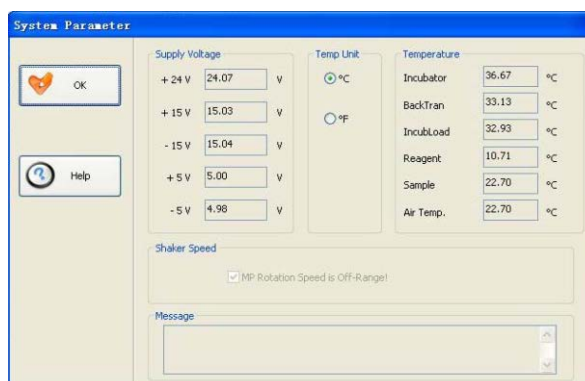 System Parameter
OK
Help
Supply Voltage
+ 24 V 24.07 V
+ 15 V 15.03 V
- 15 V 15.04 V
+ 5 V 5.00 V
- 5 V 4.98 V
Temp Unit
°C
°F
Temperature
Incubator 36.67 °C
BackTran 33.13 °C
IncubLoad 32.93 °C
Reagent 10.71 °C
Sample 22.70 °C
Air Temp. 22.70 °C
Shaker Speed
MP Rotation Speed is Off-Range!
Message